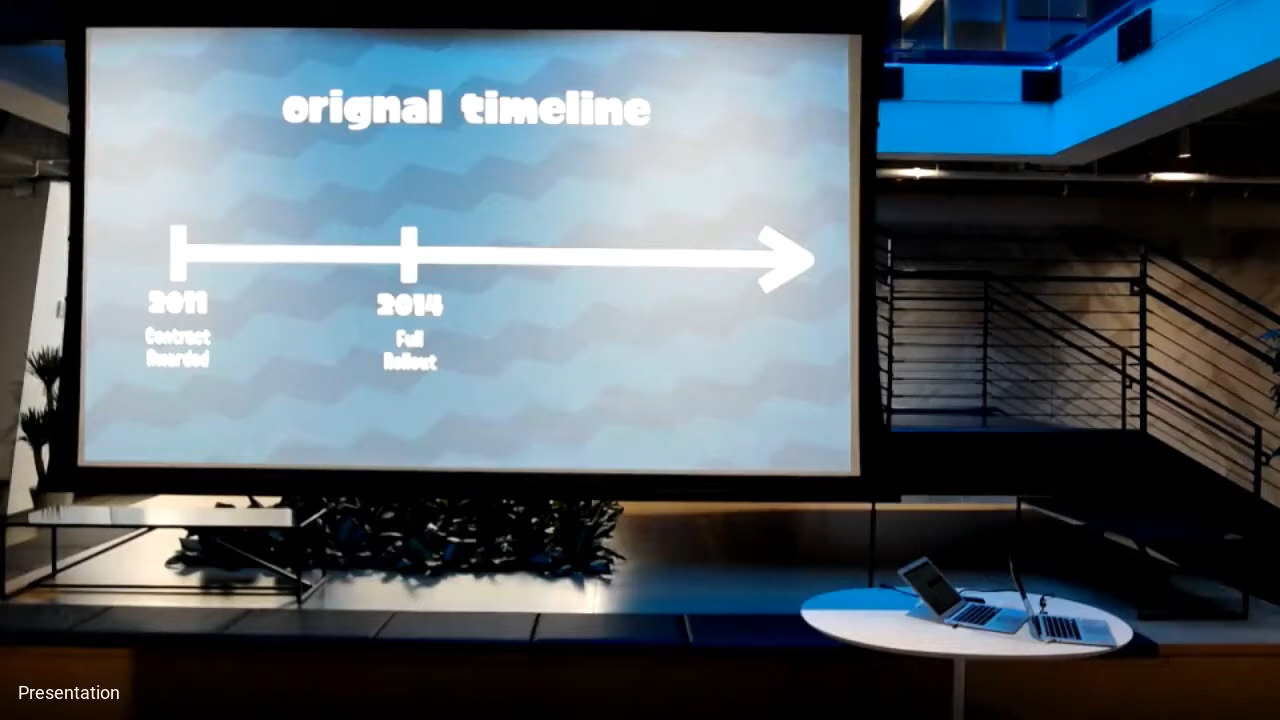 orignal timeline
2011
Contract
Awarded
2014
Full
Rollout
Presentation